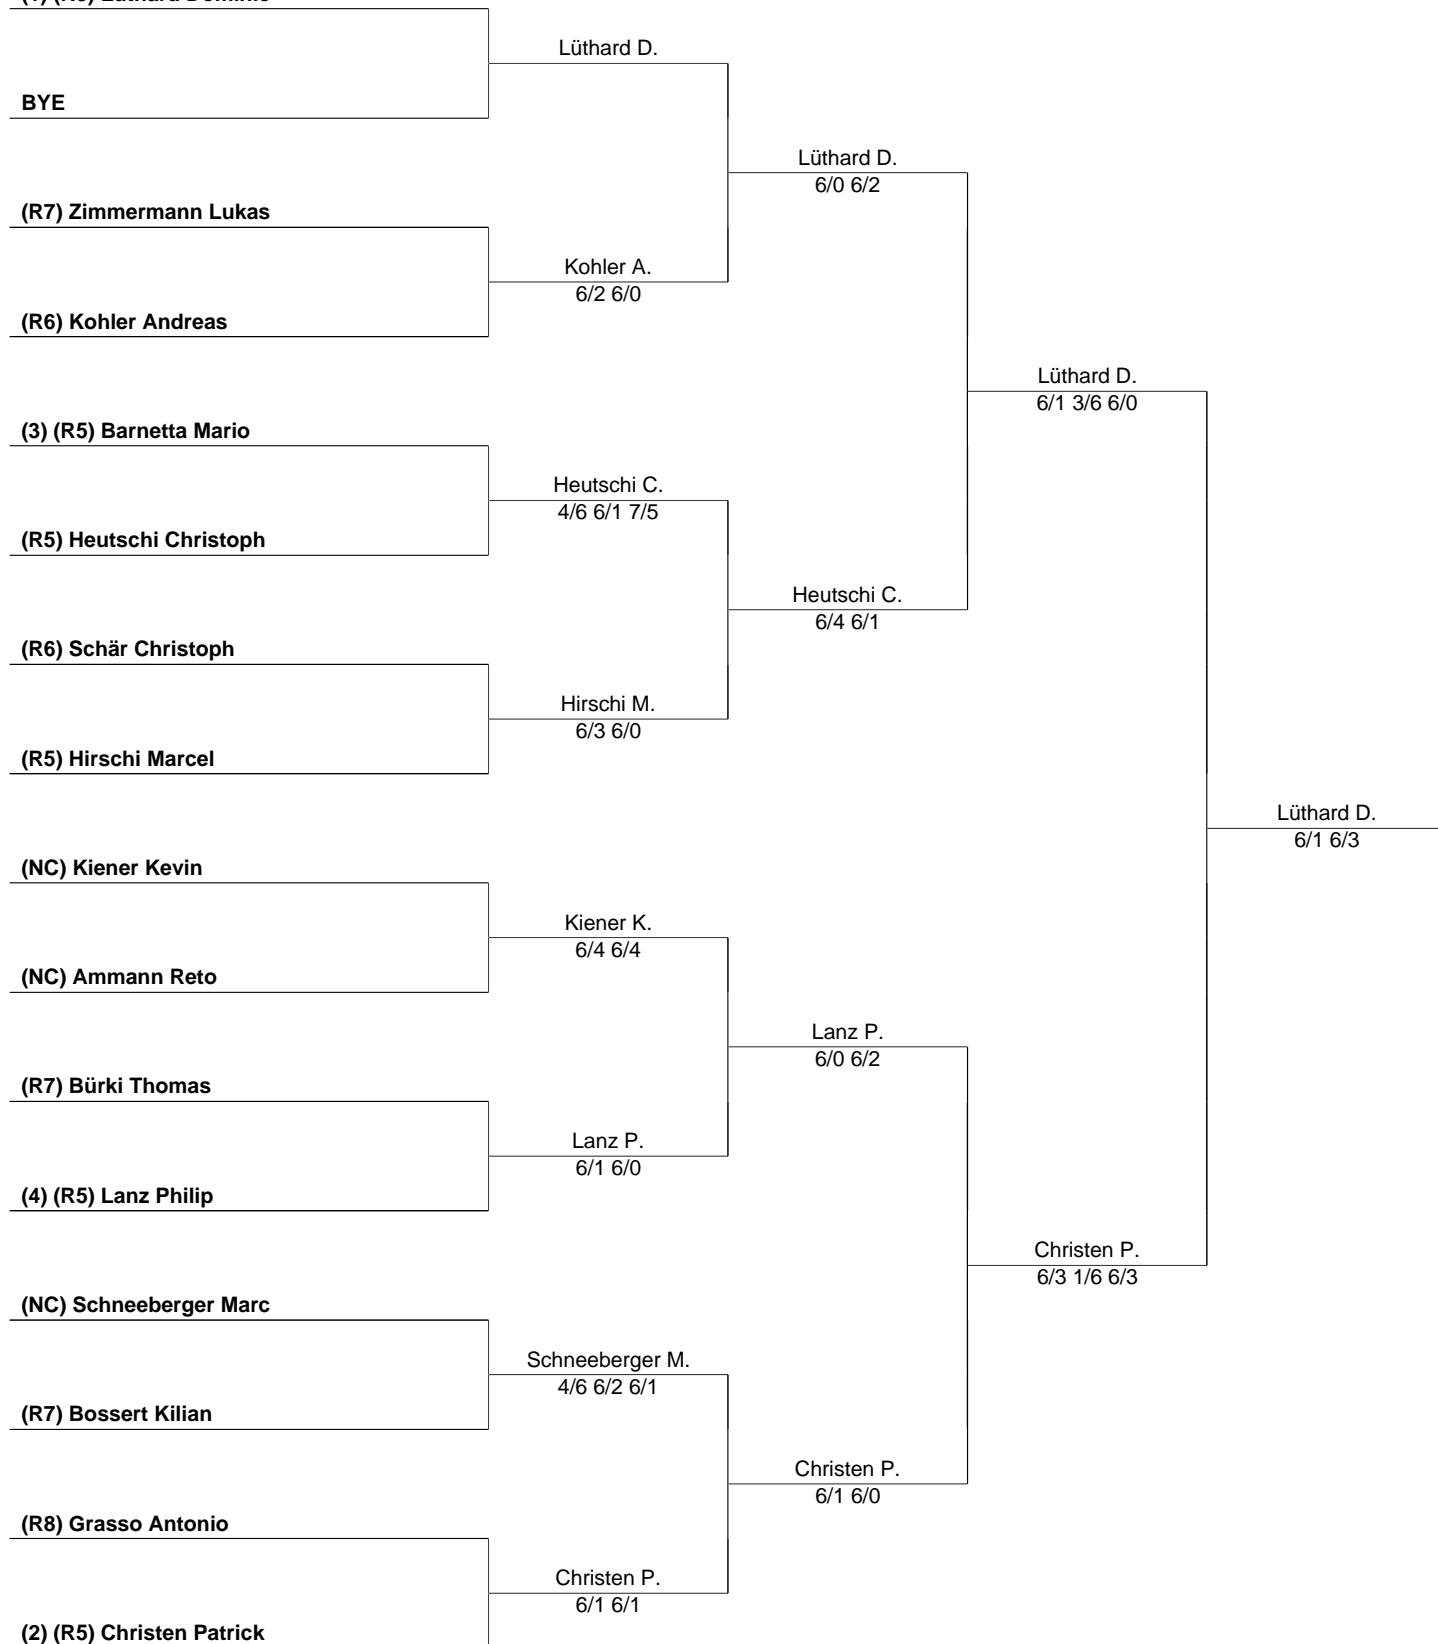 Lüthard Dominic
Lüthard D.
BYE
Lüthard D.
6/0 6/2
(R7) Zimmermann Lukas
Kohler A.
6/2 6/0
(R6) Kohler Andreas
Lüthard D.
6/1 3/6 6/0
(3) (R5) Barnetta Mario
Heutschi C.
4/6 6/1 7/5
(R5) Heutschi Christoph
Heutschi C.
6/4 6/1
(R6) Schär Christoph
Hirschi M.
6/3 6/0
(R5) Hirschi Marcel
Lüthard D.
6/1 6/3
(NC) Kiener Kevin
Kiener K.
6/4 6/4
(NC) Ammann Reto
Lanz P.
6/0 6/2
(R7) Bürki Thomas
Lanz P.
6/1 6/0
(4) (R5) Lanz Philip
Christen P.
6/3 1/6 6/3
(NC) Schneeberger Marc
Schneeberger M.
4/6 6/2 6/1
(R7) Bossert Kilian
Christen P.
6/1 6/0
(R8) Grasso Antonio
Christen P.
6/1 6/1
(2) (R5) Christen Patrick